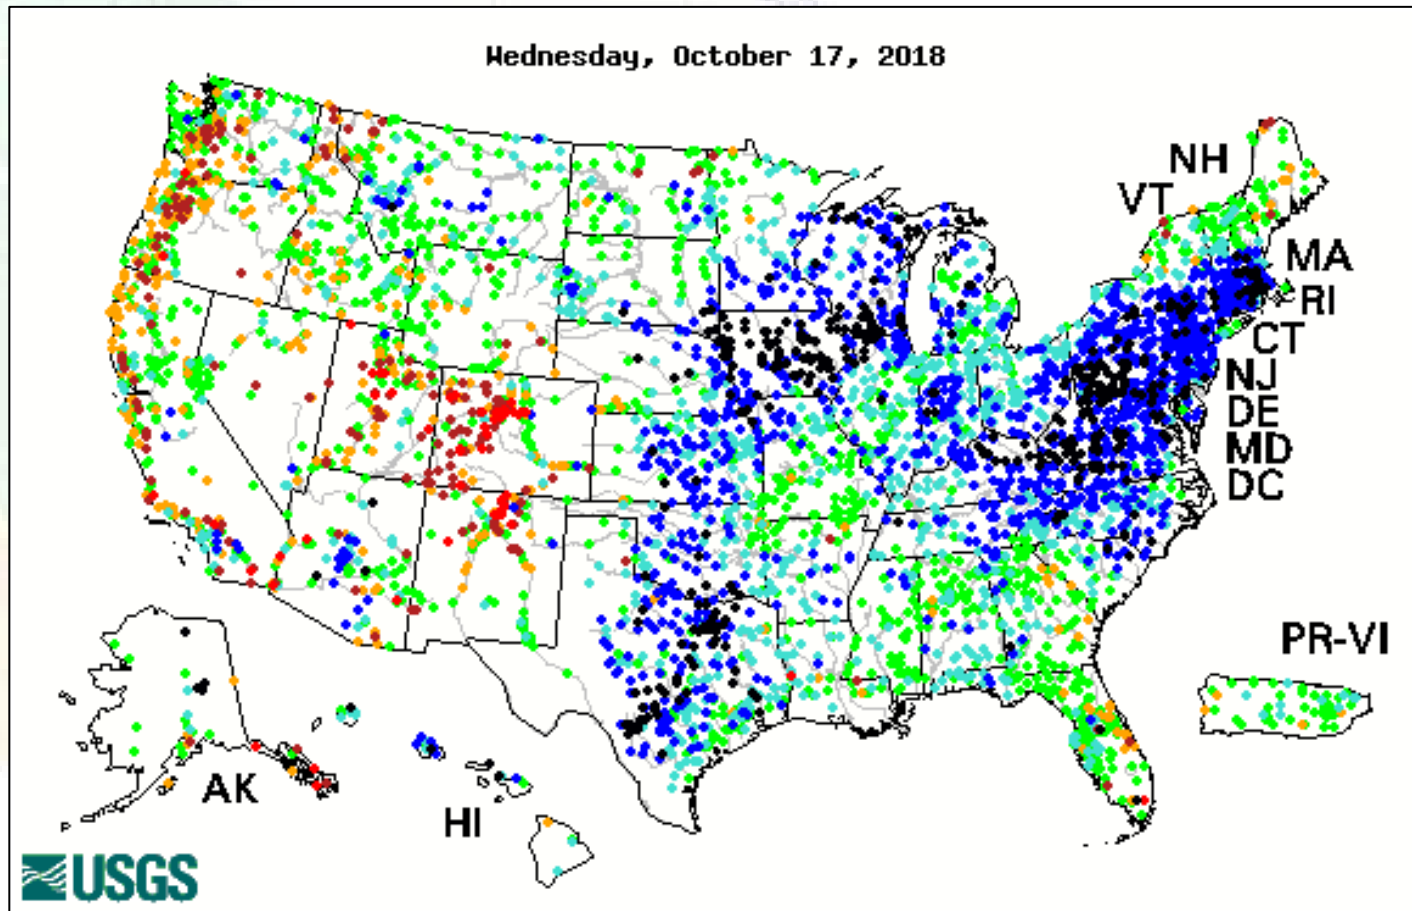 Wednesday, October 17, 2018
NH
VT
MA
RI
CT
NJ
DE
MD
DC
PR-VI
AK
HI
USGS